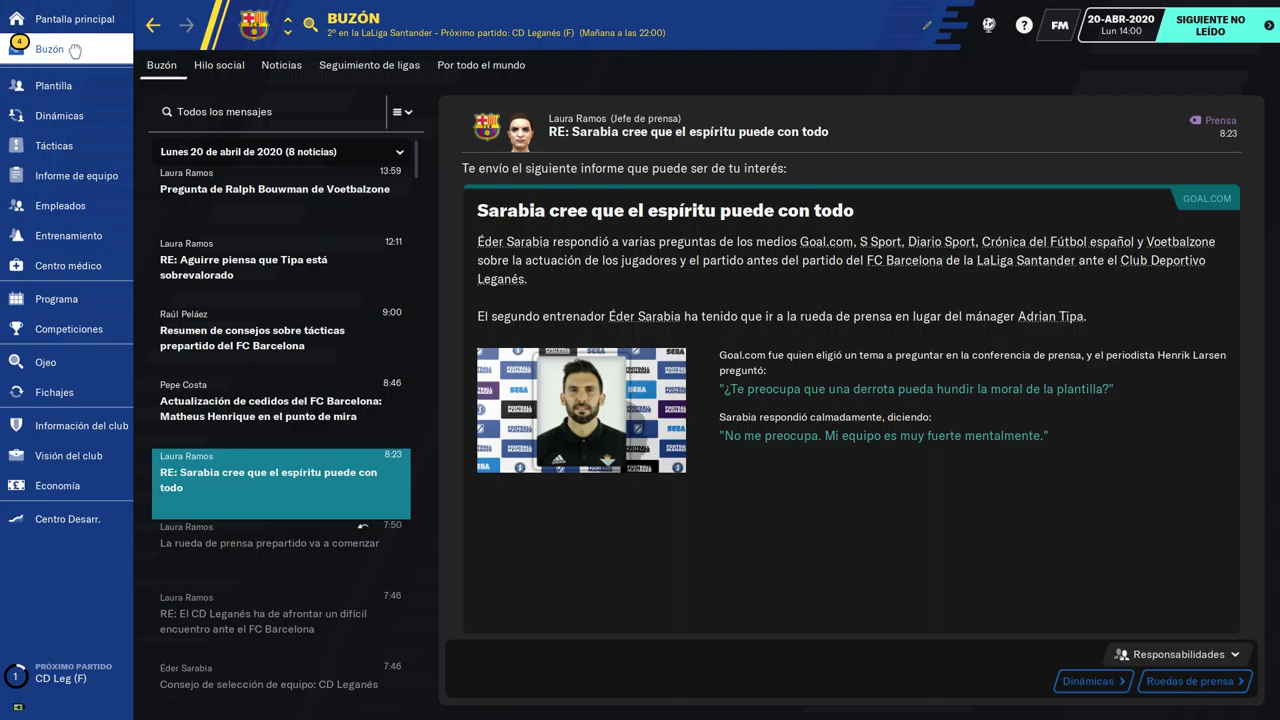 Pantalla principal
4
Buzón
Plantilla
Dinámicas
Tácticas
Informe de equipo
Empleados
Entrenamiento
Centro médico
Programa
Competiciones
Ojeo
Fichajes
Información del club
Visión del club
Economía
Centro Desarr.
1
PRÓXIMO PARTIDO
CD Leg (F)
BUZÓN
2º en la LaLiga Santander - Próximo partido: CD Leganés (F) (Mañana a las 22:00)
FM
20-ABR-2020
Lun 14:00
SIGUIENTE NO
LEÍDO
Buzón
Hilo social
Noticias
Seguimiento de ligas
Por todo el mundo
Todos los mensajes
Lunes 20 de abril de 2020 (8 noticias)
Laura Ramos 13:59
Pregunta de Ralph Bouwman de Voetbalzone
Laura Ramos 12:11
RE: Aguirre piensa que Tipa está
sobrevalorado
Raúl Peláez 9:00
Resumen de consejos sobre tácticas
prepartido del FC Barcelona
Pepe Costa 8:46
Actualización de cedidos del FC Barcelona:
Matheus Henrique en el punto de mira
Laura Ramos 8:23
RE: Sarabia cree que el espíritu puede con
todo
Laura Ramos 7:50
La rueda de prensa prepartido va a comenzar
Laura Ramos 7:46
RE: El CD Leganés ha de afrontar un difícil
encuentro ante el FC Barcelona
Éder Sarabia 7:46
Consejo de selección de equipo: CD Leganés
Laura Ramos (Jefe de prensa)
RE: Sarabia cree que el espíritu puede con todo
Prensa
8:23
Te envío el siguiente informe que puede ser de tu interés:
GOAL.COM
Sarabia cree que el espíritu puede con todo
Éder Sarabia respondió a varias preguntas de los medios Goal.com, S Sport, Diario Sport, Crónica del Fútbol español y Voetbalzone
sobre la actuación de los jugadores y el partido antes del partido del FC Barcelona de la LaLiga Santander ante el Club Deportivo
Leganés.
El segundo entrenador Éder Sarabia ha tenido que ir a la rueda de prensa en lugar del mánager Adrian Tipa.
Goal.com fue quien eligió un tema a preguntar en la conferencia de prensa, y el periodista Henrik Larsen
preguntó:
"¿Te preocupa que una derrota pueda hundir la moral de la plantilla?"
Sarabia respondió calmadamente, diciendo:
"No me preocupa. Mi equipo es muy fuerte mentalmente."
Responsabilidades
Dinámicas
Ruedas de prensa